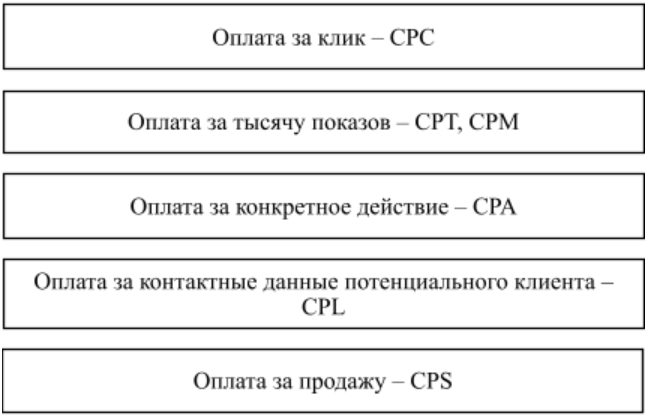 Оплата за клик – CPC
Оплата за тысячу показов – CPT, CPM
Оплата за конкретное действие – CPA
Оплата за контактные данные потенциального клиента –
CPL
Оплата за продажу – CPS